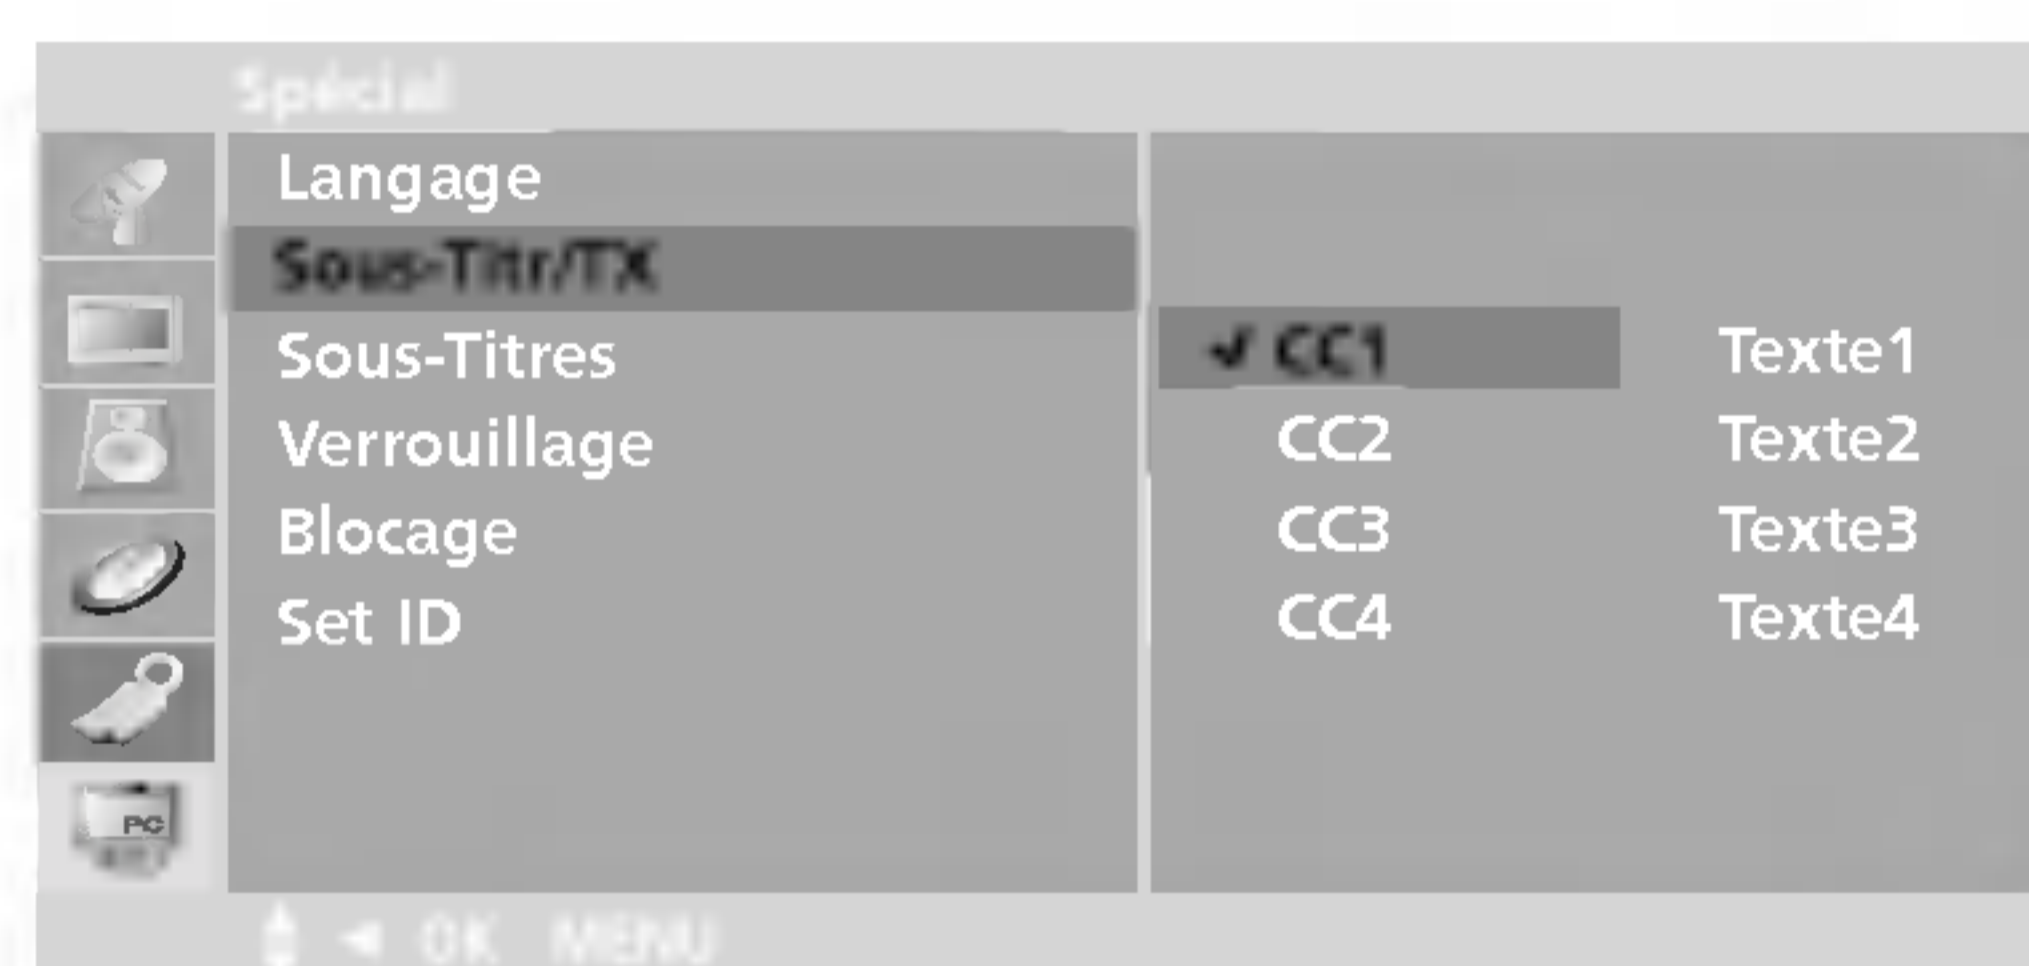 Spécial
Langage
Sous-Titr/TX
Sous-Titres
✓ CC1 Texte1
Verrouillage
CC2 Texte2
Blocage
CC3 Texte3
Set ID
CC4 Texte4
PC
OK MENU